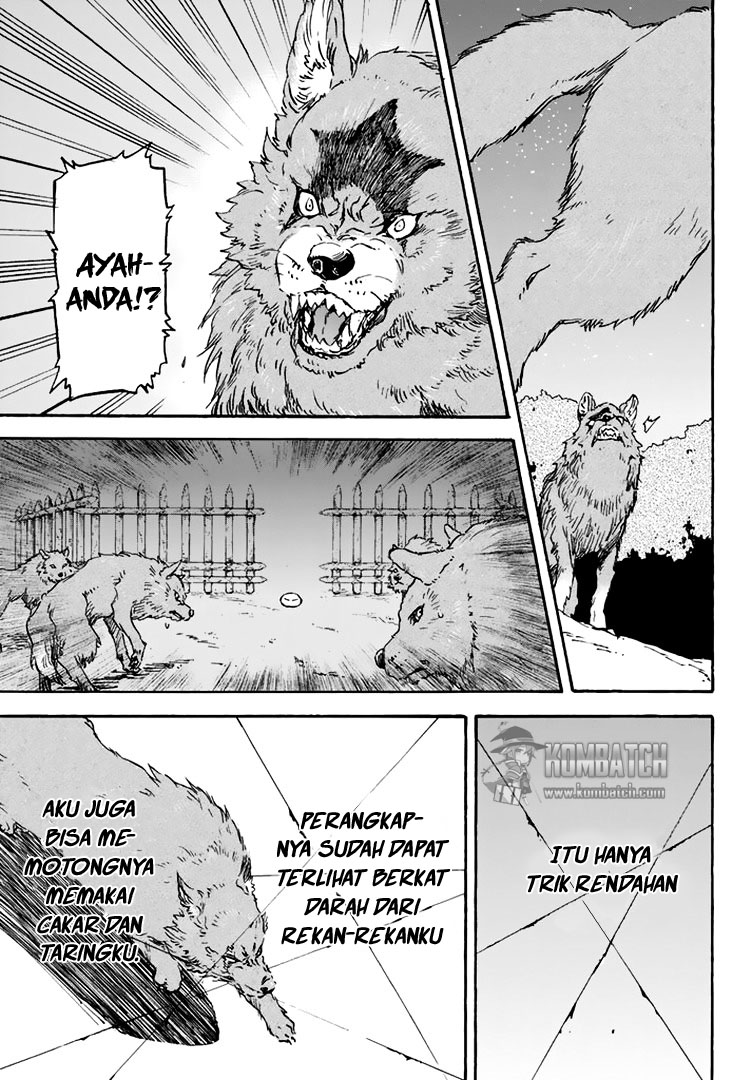 AYAH-
ANDA!?
KOMBATCH
www.kombatch.com
ITU HANYA
TRIK RENDAHAN
PERANGKAP-
NYA SUDAH DAPAT
TERLIHAT BERKAT
DARAH DARI
REKAN-REKANKU
AKU JUGA
BISA ME-
MOTONGNYA
MEMAKAI
CAKAR DAN
TARINGKU.